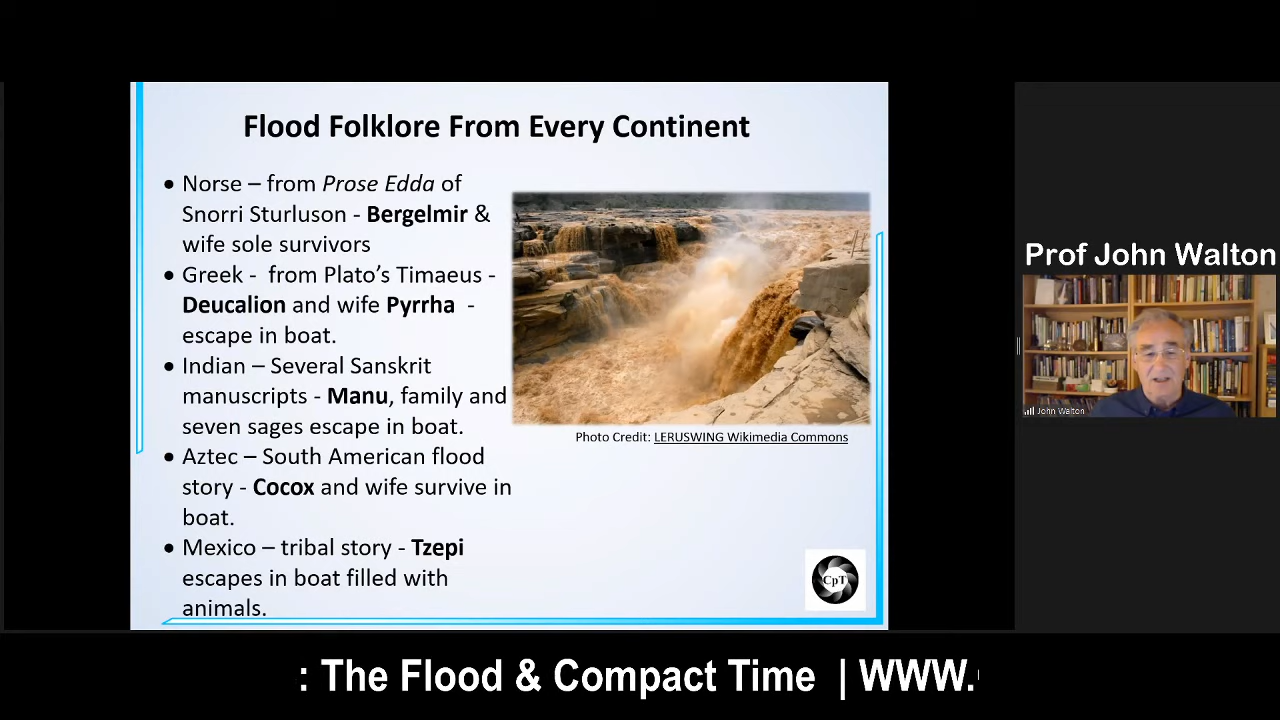 Flood Folklore From Every Continent
• Norse – from Prose Edda of
Snorri Sturluson - Bergelmir &
wife sole survivors
• Greek - from Plato’s Timaeus -
Deucalion and wife Pyrrha -
escape in boat.
• Indian – Several Sanskrit
manuscripts - Manu, family and
seven sages escape in boat.
• Aztec – South American flood
story - Cocox and wife survive in
boat.
• Mexico – tribal story - Tzepi
escapes in boat filled with
animals.
Photo Credit: LERUSWING Wikimedia Commons
CpT
Prof John Walton
John Walton
: The Flood & Compact Time | WWW.